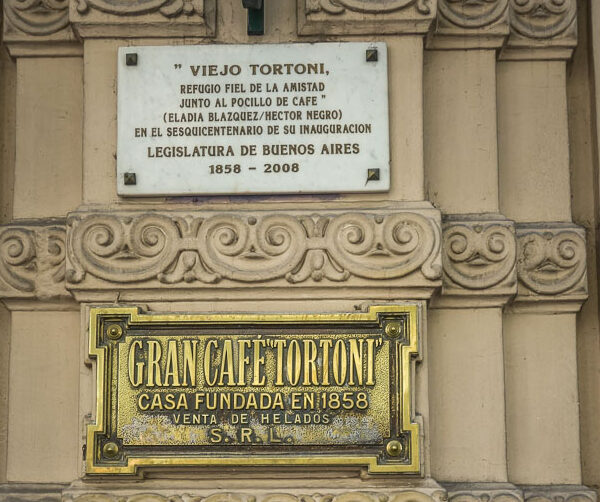 " VIEJO TORTONI,
REFUGIO FIEL DE LA AMISTAD
JUNTO AL POCILLO DE CAFE "
(ELADIA BLAZQUEZ/HECTOR NEGRO)
EN EL SESQUICENTENARIO DE SU INAUGURACION
LEGISLATURA DE BUENOS AIRES
1858 - 2008
GRAN CAFÉ "TORTONI"
CASA FUNDADA EN 1858
VENTA DE HELADOS
S. R. L.